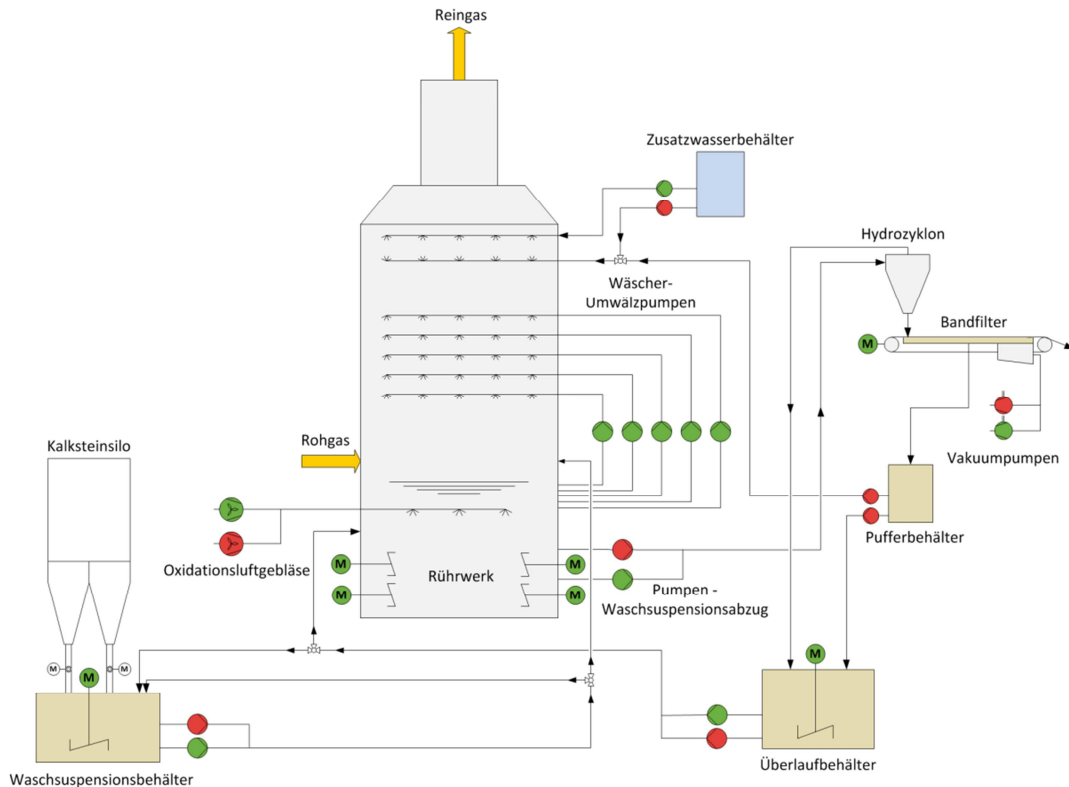 Reingas
Zusatzwasserbehälter
Hydrozyklon
Wäscher-
Umwälzpumpen
Bandfilter
M
Kalksteinsilo
Rohgas
Vakuumpumpen
Pufferbehälter
Oxidationsluftgebläse
M
M
Rührwerk
M
M
Pumpen -
Waschsuspensionsabzug
M
M
M
M
Überlaufbehälter
Waschsuspensionsbehälter